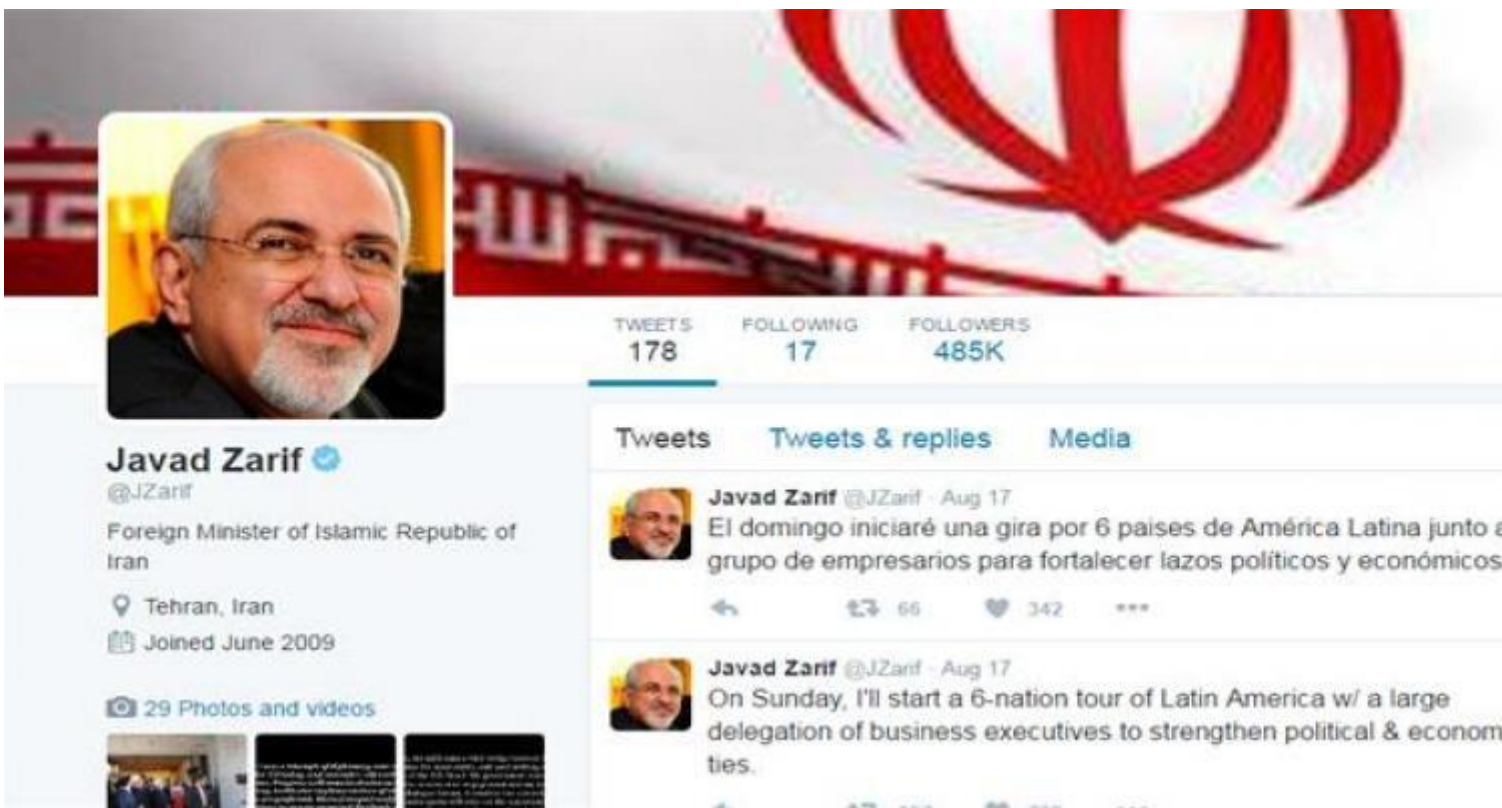 TWEETS
178
FOLLOWING
17
FOLLOWERS
485K
Javad Zarif
@JZarif
Foreign Minister of Islamic Republic of
Iran
Tehran, Iran
Joined June 2009
29 Photos and videos
Tweets Tweets & replies Media
Javad Zarif @JZarif · Aug 17
El domingo iniciaré una gira por 6 paises de América Latina junto a
grupo de empresarios para fortalecer lazos políticos y económicos
66 342
Javad Zarif @JZarif · Aug 17
On Sunday, I'll start a 6-nation tour of Latin America w/ a large
delegation of business executives to strengthen political & econom
ties.